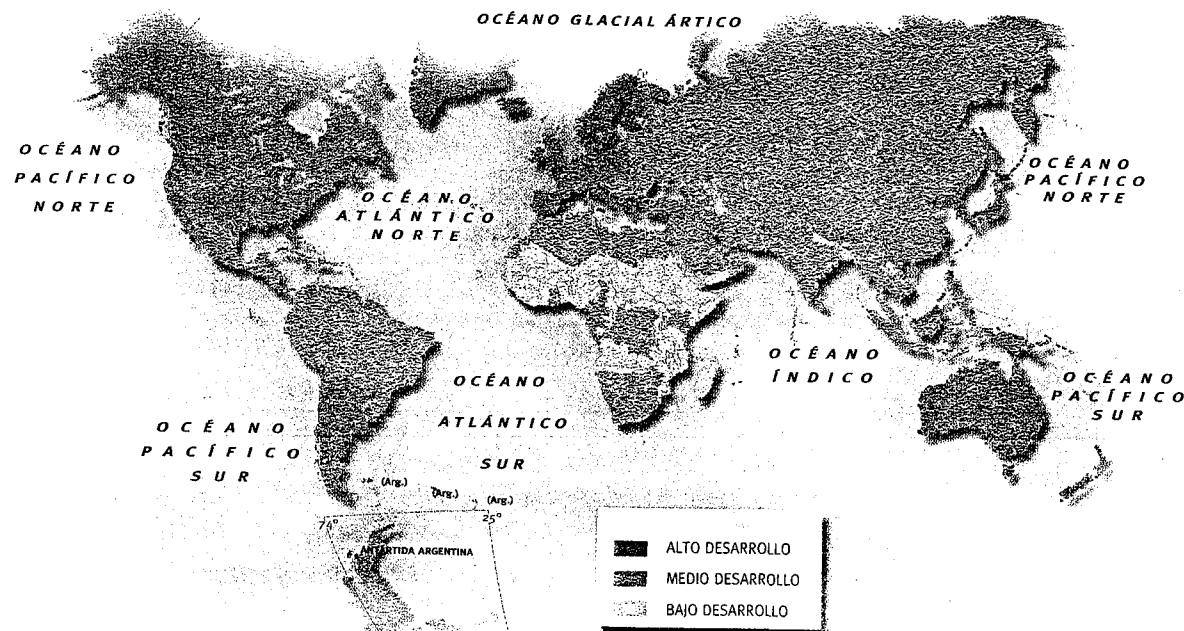 OCÉANO GLACIAL ÁRTICO
OCÉANO
PACÍFICO
NORTE
OCÉANO
ATLÁNTICO
NORTE
OCÉANO
PACÍFICO
NORTE
OCÉANO
ÍNDICO
OCÉANO
ATLÁNTICO
SUR
OCÉANO
PACÍFICO
SUR
OCÉANO
PACÍFICO
SUR
(Arg.)
(Arg.)
(Arg.)
74°
25°
ANTÁRTIDA ARGENTINA
ALTO DESARROLLO
MEDIO DESARROLLO
BAJO DESARROLLO